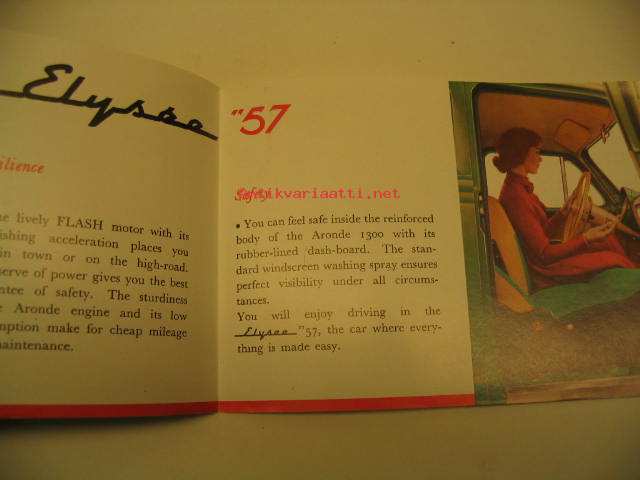 Elysée
"57
ilience
e lively FLASH motor with its
ishing acceleration places you
in town or on the high-road.
serve of power gives you the best
ntee of safety. The sturdiness
e Aronde engine and its low
mption make for cheap mileage
maintenance.
Safety
antikvariaatti.net
• You can feel safe inside the reinforced
body of the Aronde 1300 with its
rubber-lined dash-board. The stan-
dard windscreen washing spray ensures
perfect visibility under all circums-
tances.
You will enjoy driving in the
Elysée "57, the car where every-
thing is made easy.